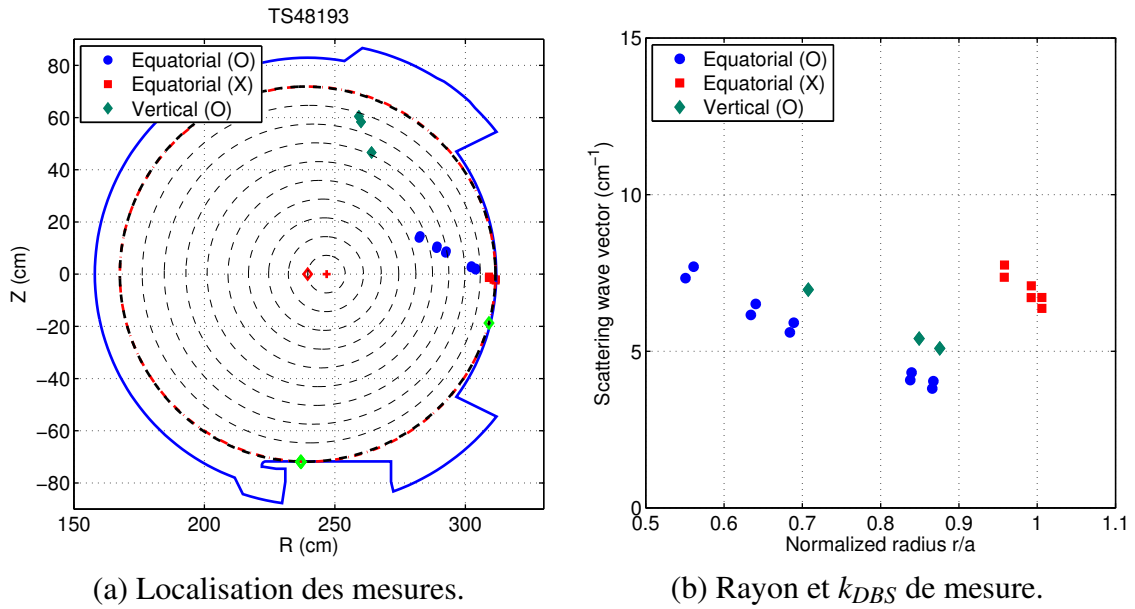 TS48193
Equatorial (O)
Equatorial (X)
Vertical (O)
80
60
40
20
0
−20
−40
−60
−80
Z (cm)
150
200
250
300
R (cm)
(a) Localisation des mesures.
Equatorial (O)
Equatorial (X)
Vertical (O)
15
10
5
0
Scattering wave vector (cm⁻¹)
0.5
0.6
0.7
0.8
0.9
1
1.1
Normalized radius r/a
(b) Rayon et k_DBS de mesure.